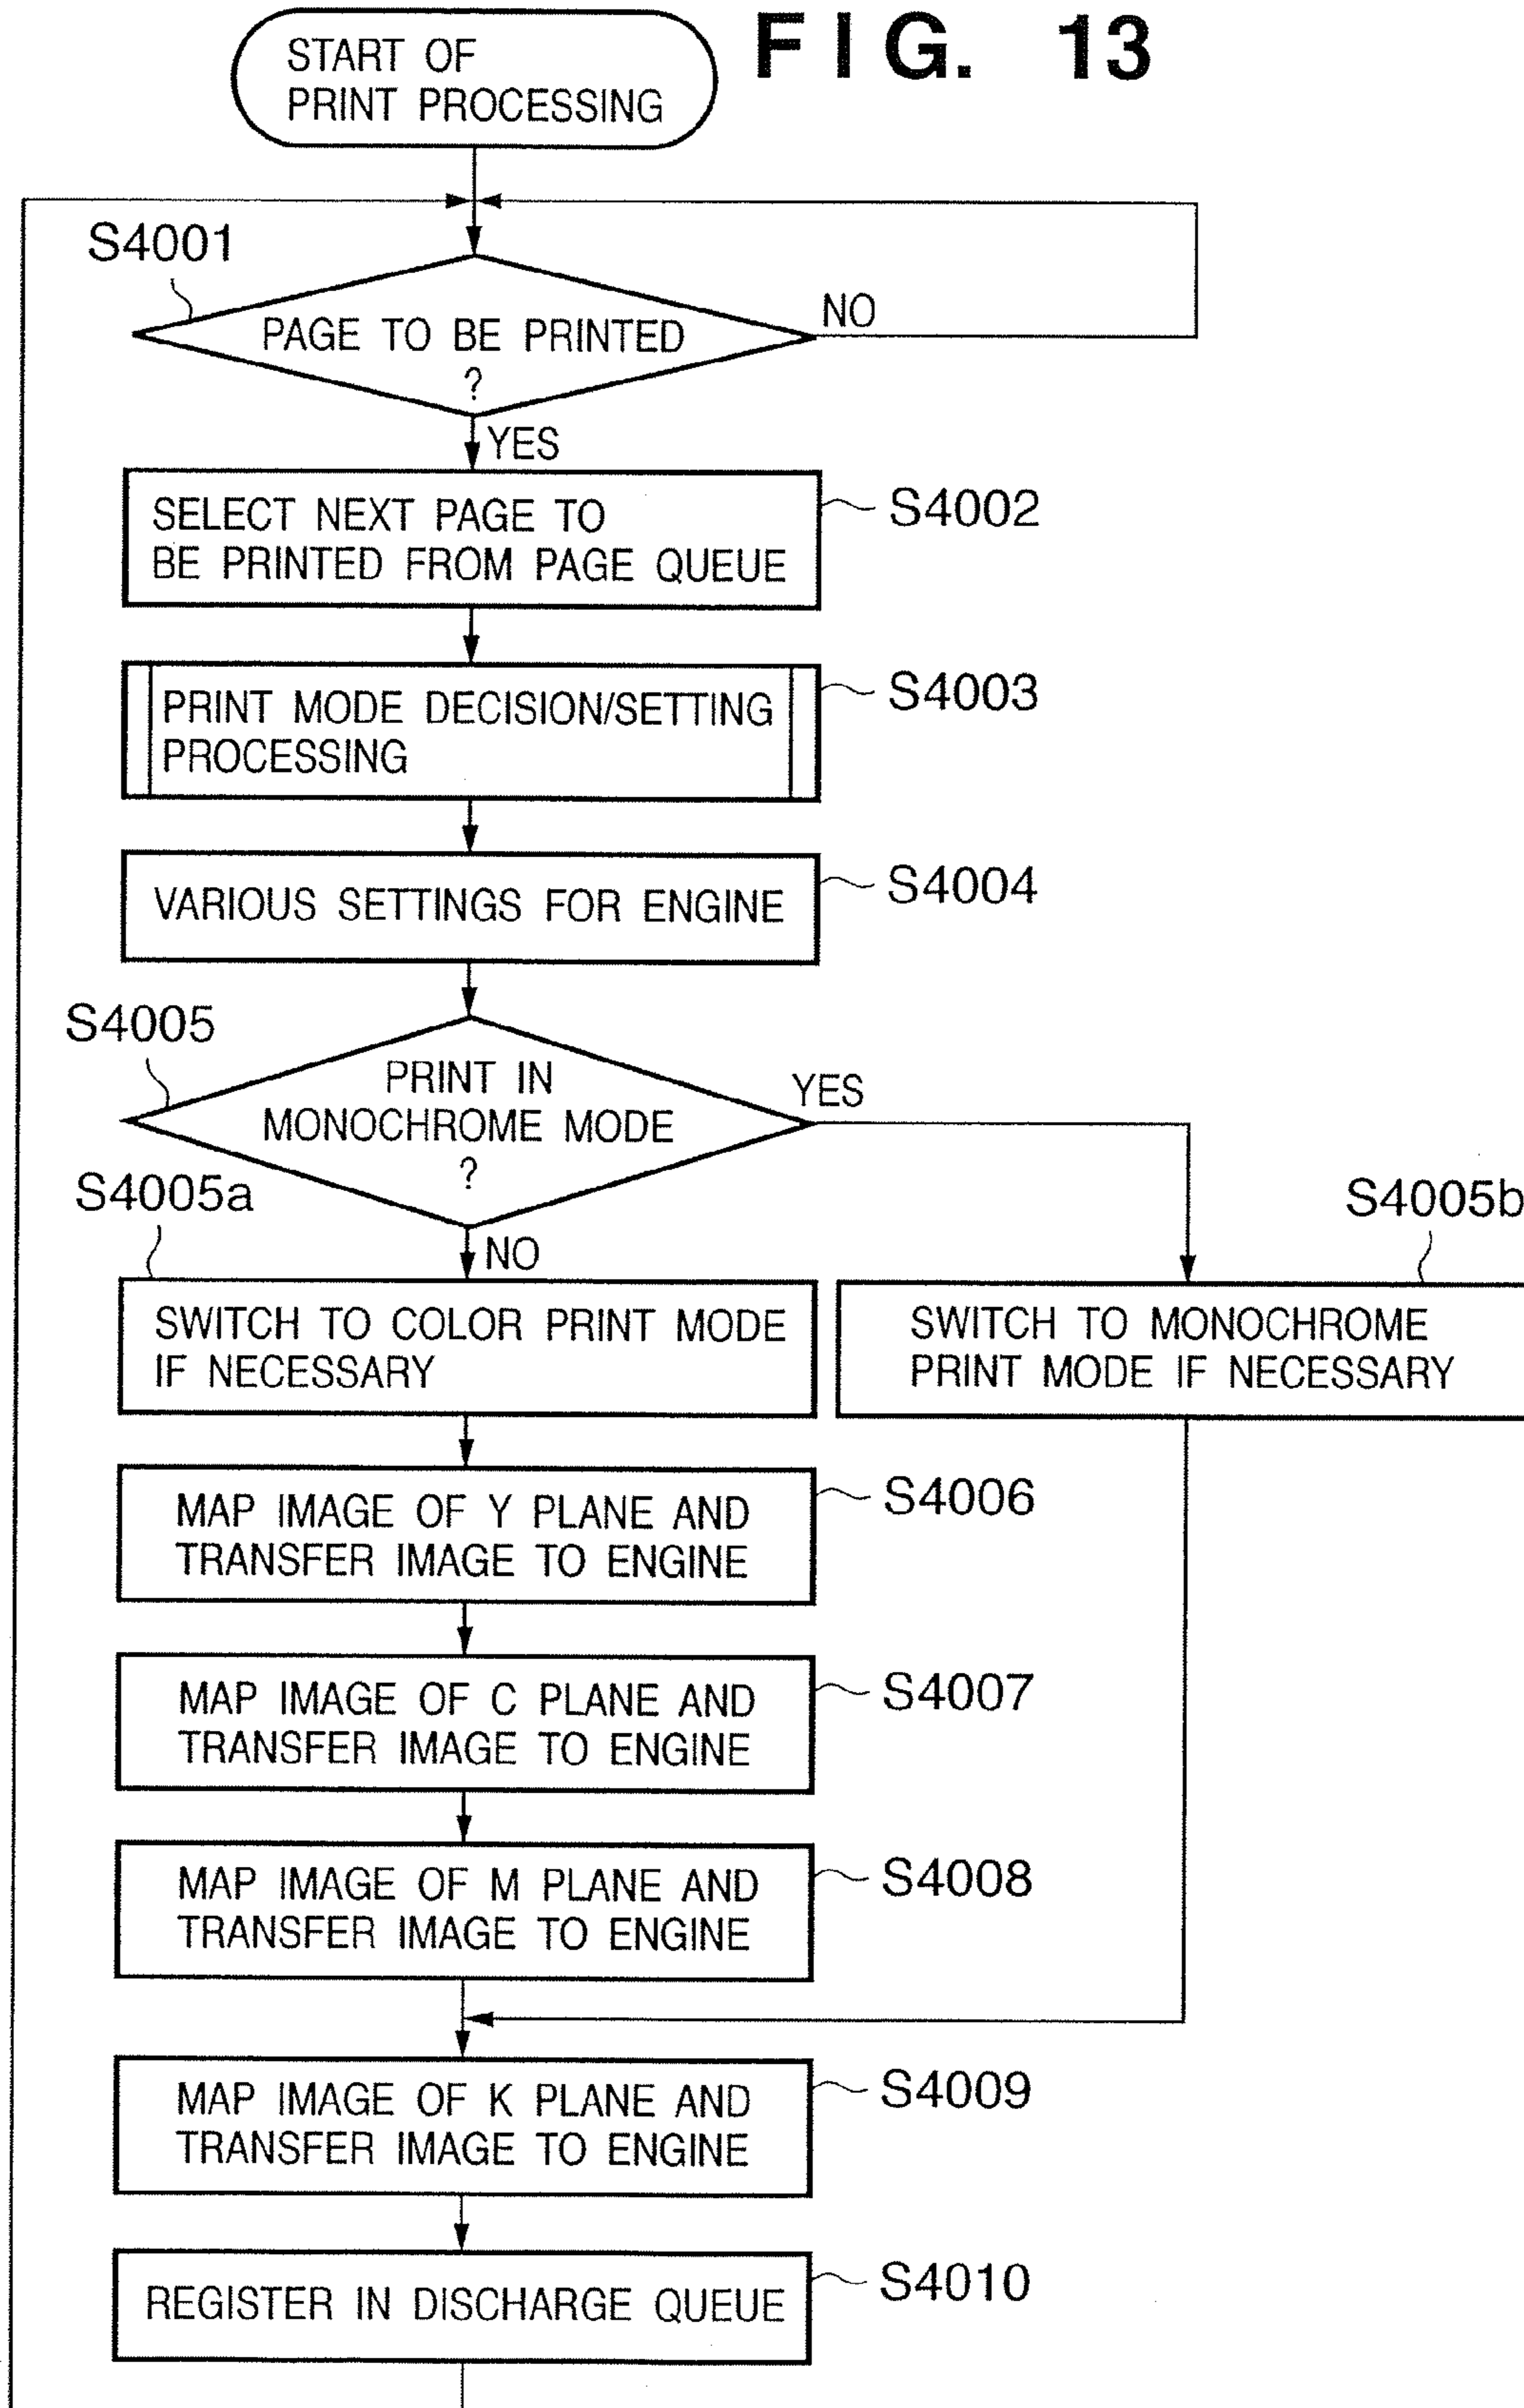 FIG. 13
START OF
PRINT PROCESSING
S4001
PAGE TO BE PRINTED
?
NO
YES
SELECT NEXT PAGE TO
BE PRINTED FROM PAGE QUEUE
S4002
PRINT MODE DECISION/SETTING
PROCESSING
S4003
VARIOUS SETTINGS FOR ENGINE
S4004
S4005
PRINT IN
MONOCHROME MODE
?
YES
NO
S4005a
SWITCH TO COLOR PRINT MODE
IF NECESSARY
S4005b
SWITCH TO MONOCHROME
PRINT MODE IF NECESSARY
MAP IMAGE OF Y PLANE AND
TRANSFER IMAGE TO ENGINE
S4006
MAP IMAGE OF C PLANE AND
TRANSFER IMAGE TO ENGINE
S4007
MAP IMAGE OF M PLANE AND
TRANSFER IMAGE TO ENGINE
S4008
MAP IMAGE OF K PLANE AND
TRANSFER IMAGE TO ENGINE
S4009
REGISTER IN DISCHARGE QUEUE
S4010